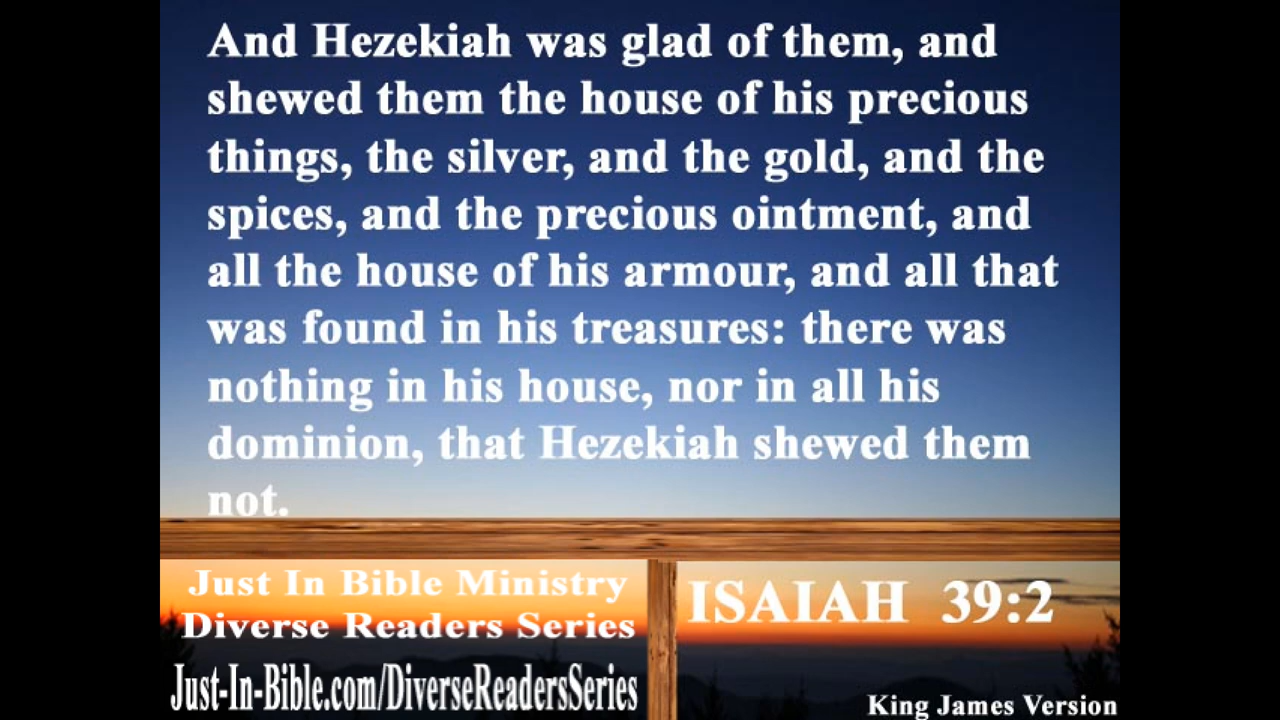 And Hezekiah was glad of them, and
shewed them the house of his precious
things, the silver, and the gold, and the
spices, and the precious ointment, and
all the house of his armour, and all that
was found in his treasures: there was
nothing in his house, nor in all his
dominion, that Hezekiah shewed them
not.
Just In Bible Ministry
Diverse Readers Series
Just-In-Bible.com/DiverseReadersSeries
ISAIAH 39:2
King James Version